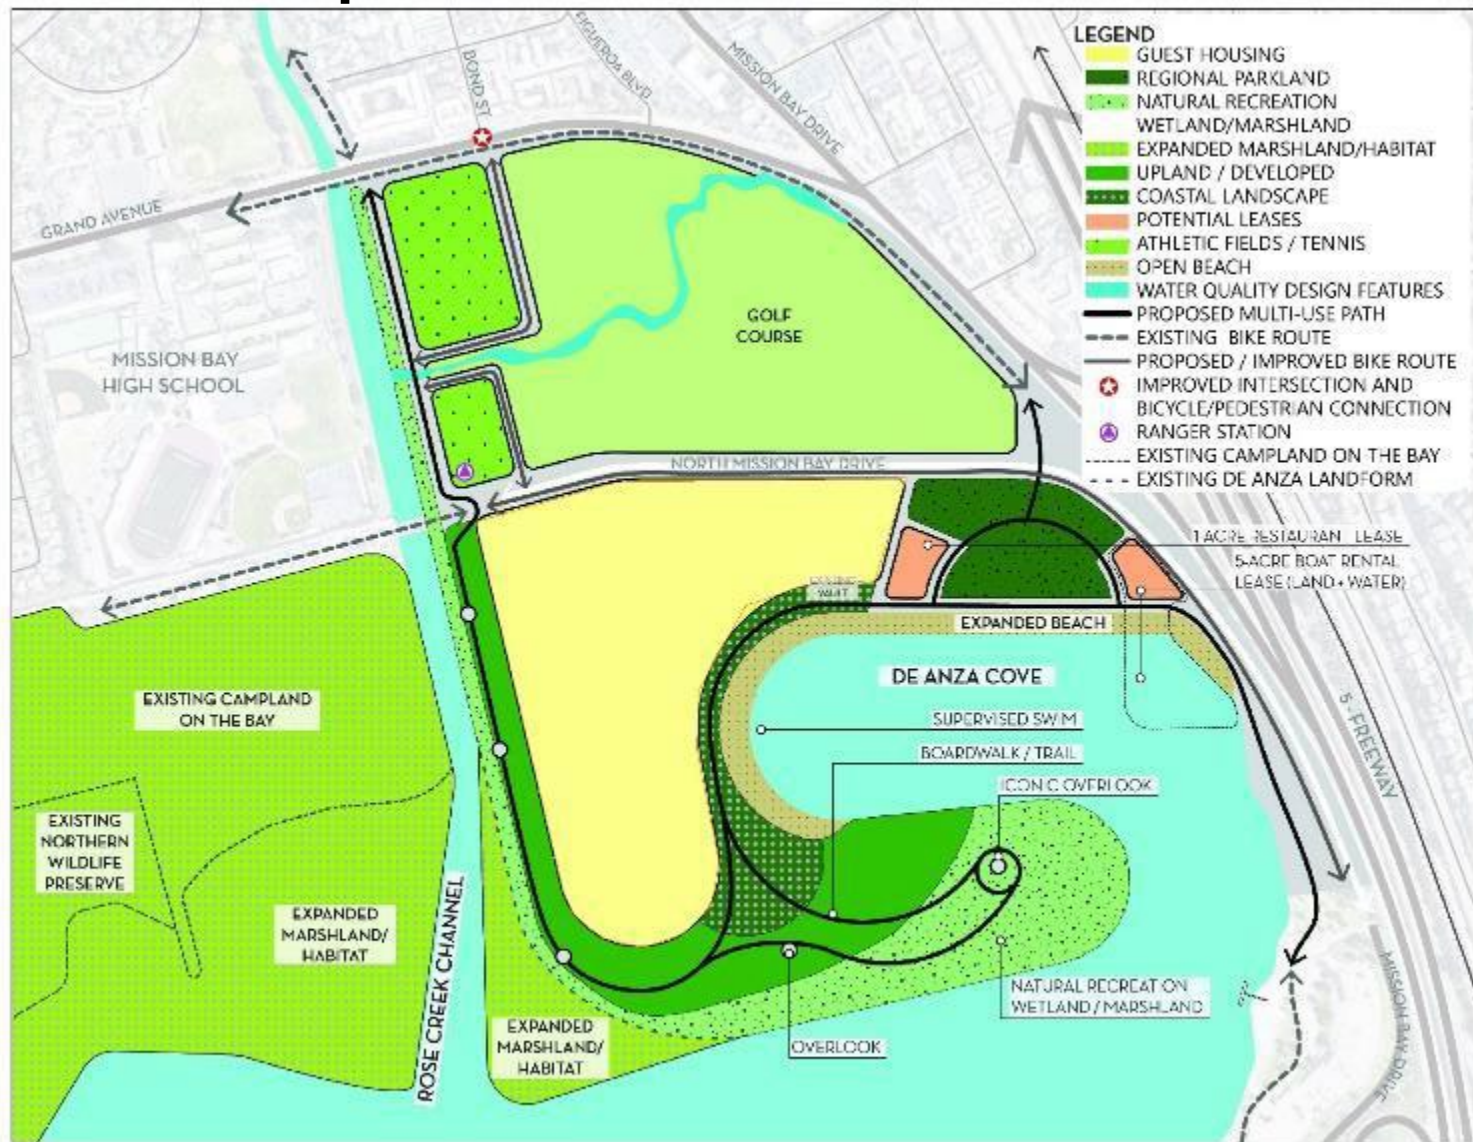 LEGEND
GUEST HOUSING
REGIONAL PARKLAND
NATURAL RECREATION
WETLAND/MARSHLAND
EXPANDED MARSHLAND/HABITAT
UPLAND / DEVELOPED
COASTAL LANDSCAPE
POTENTIAL LEASES
ATHLETIC FIELDS / TENNIS
OPEN BEACH
WATER QUALITY DESIGN FEATURES
PROPOSED MULTI-USE PATH
EXISTING BIKE ROUTE
PROPOSED / IMPROVED BIKE ROUTE
IMPROVED INTERSECTION AND
BICYCLE/PEDESTRIAN CONNECTION
RANGER STATION
EXISTING CAMPLAND ON THE BAY
EXISTING DE ANZA LANDFORM
BOND ST
FIGUEROA BLVD
MISSION BAY DRIVE
GRAND AVENUE
MISSION BAY
HIGH SCHOOL
GOLF
COURSE
NORTH MISSION BAY DRIVE
1 ACRE RESTAURANT LEASE
5-ACRE BOAT RENTAL
LEASE (LAND + WATER)
EXPANDED BEACH
DE ANZA COVE
SUPERVISED SWIM
BOARDWALK / TRAIL
ICONIC OVERLOOK
5 - FREEWAY
EXISTING CAMPLAND
ON THE BAY
EXISTING
NORTHERN
WILDLIFE
PRESERVE
EXPANDED
MARSHLAND/
HABITAT
ROSE CREEK CHANNEL
EXPANDED
MARSHLAND/
HABITAT
OVERLOOK
NATURAL RECREATION
WETLAND / MARSHLAND
MISSION BAY DRIVE